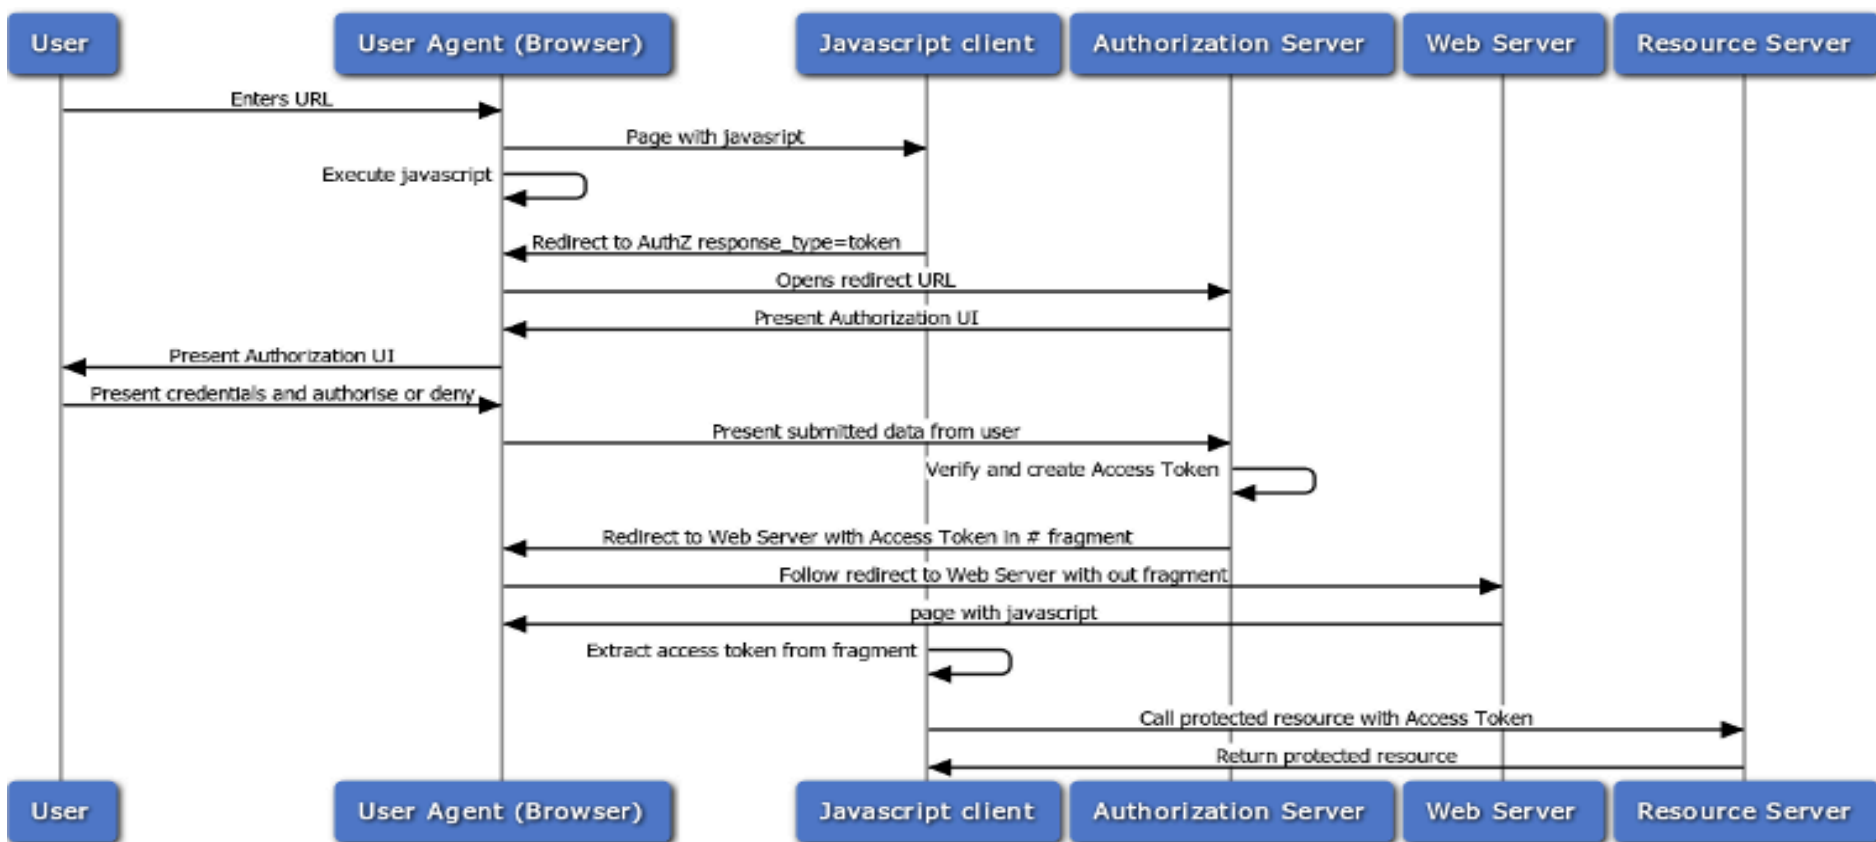 User
User Agent (Browser)
Javascript client
Authorization Server
Web Server
Resource Server
Enters URL
Page with javasript
Execute javascript
Redirect to AuthZ response_type=token
Opens redirect URL
Present Authorization UI
Present Authorization UI
Present credentials and authorise or deny
Present submitted data from user
Verify and create Access Token
Redirect to Web Server with Access Token in # fragment
Follow redirect to Web Server with out fragment
page with javascript
Extract access token from fragment
Call protected resource with Access Token
Return protected resource
User
User Agent (Browser)
Javascript client
Authorization Server
Web Server
Resource Server